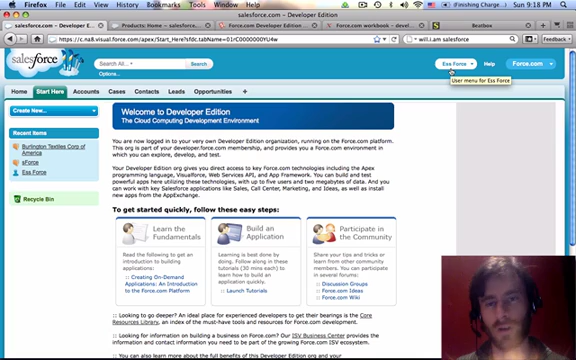 Firefox File Edit View History Bookmarks Tools Window Help
(Finishing Charge... Sun 9:18 PM
salesforce.com - Developer Edition
salesforce.com - Developer E...
Products: Home - salesforce...
Force.com Developer Edition ...
Force.com workbook - develo...
Beatbox
https://c.na8.visual.force.com/apex/Start_Here?sfdc.tabName=01rC0000000YGUs
will.i.am salesforce
Feedback
salesforce
Search All...
Search
Options...
Ess Force
Help
Force.com
User menu for Ess Force
Home Start Here Accounts Cases Contacts Leads Opportunities +
Create New...
Recent Items
Burlington Textiles Corp of
America
sForce
Ess Force
Recycle Bin
Welcome to Developer Edition
The Cloud Computing Development Environment
You are now logged in to your very own Developer Edition organization, running on the Force.com platform.
This org is part of your developer.force.com membership, and provides you a Force.com environment in
which you can explore, develop, and test.
Your Developer Edition org gives you direct access to key Force.com technologies including the Apex
programming language, Visualforce, Web Services API, and App Framework. You can build and test
powerful apps here utilizing these technologies, with up to five users and two megabytes of data. And you
can work with key Salesforce applications like Sales, Call Center, Marketing, and Ideas, as well as install
new apps from the AppExchange.
To get started quickly, follow these easy steps:
Learn the
Fundamentals
Read the following to get an
introduction to building
applications:
:: Creating On-Demand
Applications: An Introduction
to the Force.com Platform
Build an
Application
Learning is best done by
doing. Follow along in these
tutorials (30 mins each) to
learn how to build an
application quickly.
:: Launch Tutorials
Participate in
the Community
Share your tips and tricks or
learn from other community
members. You can participate
in several forums:
:: Discussion Groups
:: Force.com Ideas
:: Force.com Wiki
:: Looking to go deeper? An ideal place for experienced developers to get their bearings is the Core
Resources Library, an index of the must-have tools and resources for Force.com development.
:: Looking for information on building a business on Force.com? Our ISV Business Center provides the
information and contact information you need to be part of the growing Force.com ISV ecosystem.
:: You can also learn more about the full benefits of this Developer Edition org and their